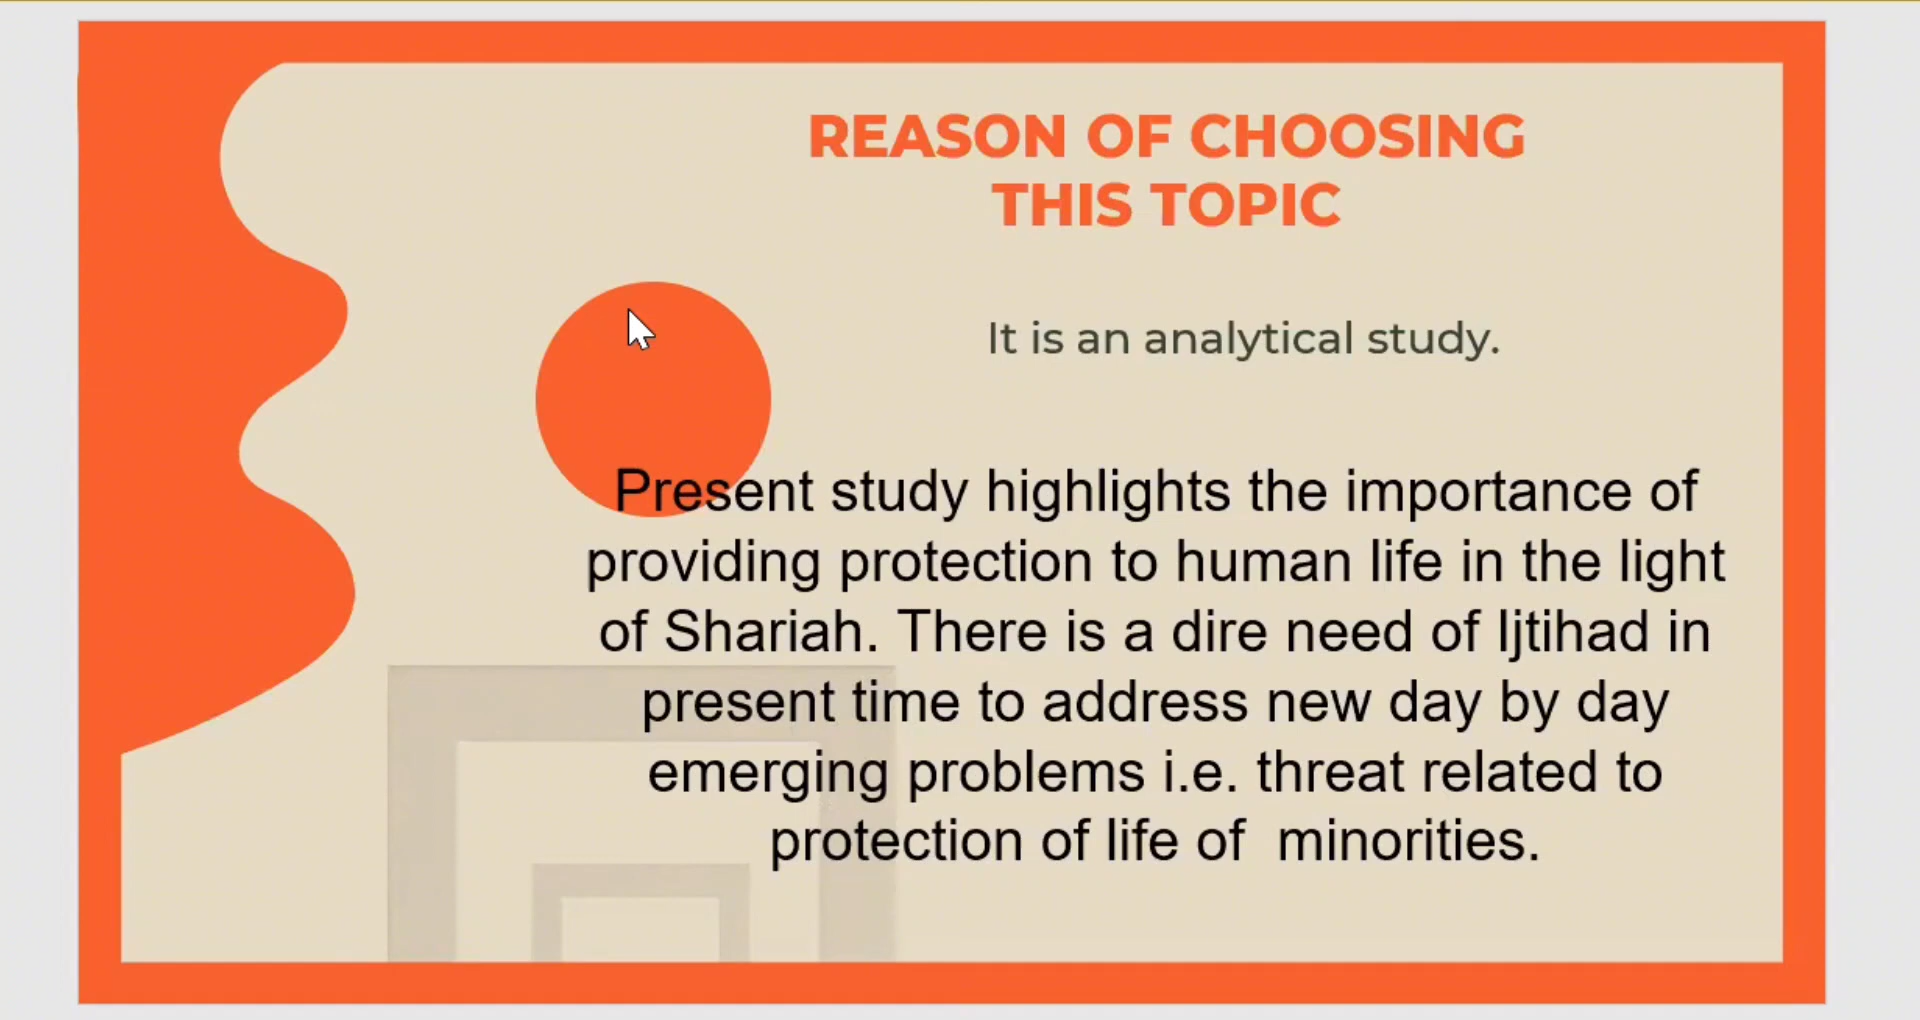 REASON OF CHOOSING
THIS TOPIC
It is an analytical study.
Present study highlights the importance of
providing protection to human life in the light
of Shariah. There is a dire need of Ijtihad in
present time to address new day by day
emerging problems i.e. threat related to
protection of life of  minorities.